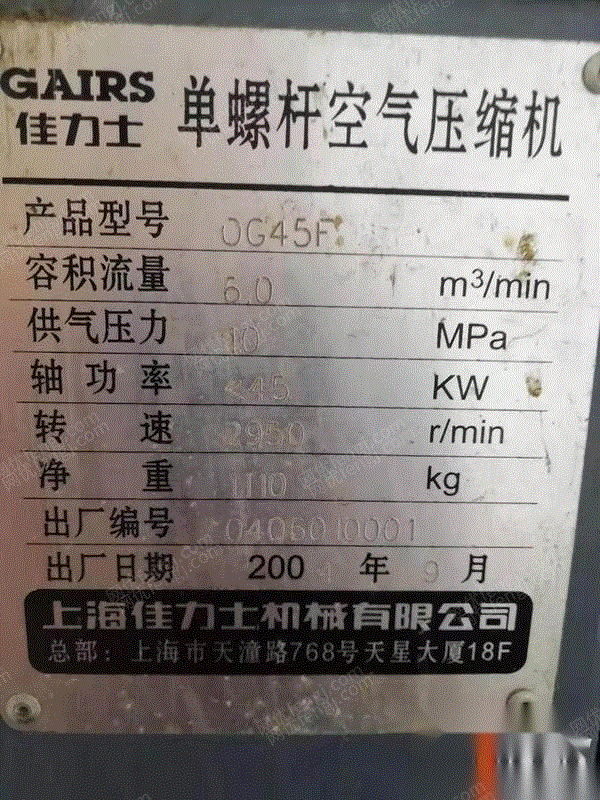 GAIRS
佳力士
单螺杆空气压缩机
产品型号 OG45F
容积流量 6.0 m³/min
供气压力 10 MPa
轴功率 <45 KW
转速 2950 r/min
净重 1110 kg
出厂编号 0406010001
出厂日期 200 年 9 月
上海佳力士机械有限公司
总部：上海市天潼路768号天星大厦18F